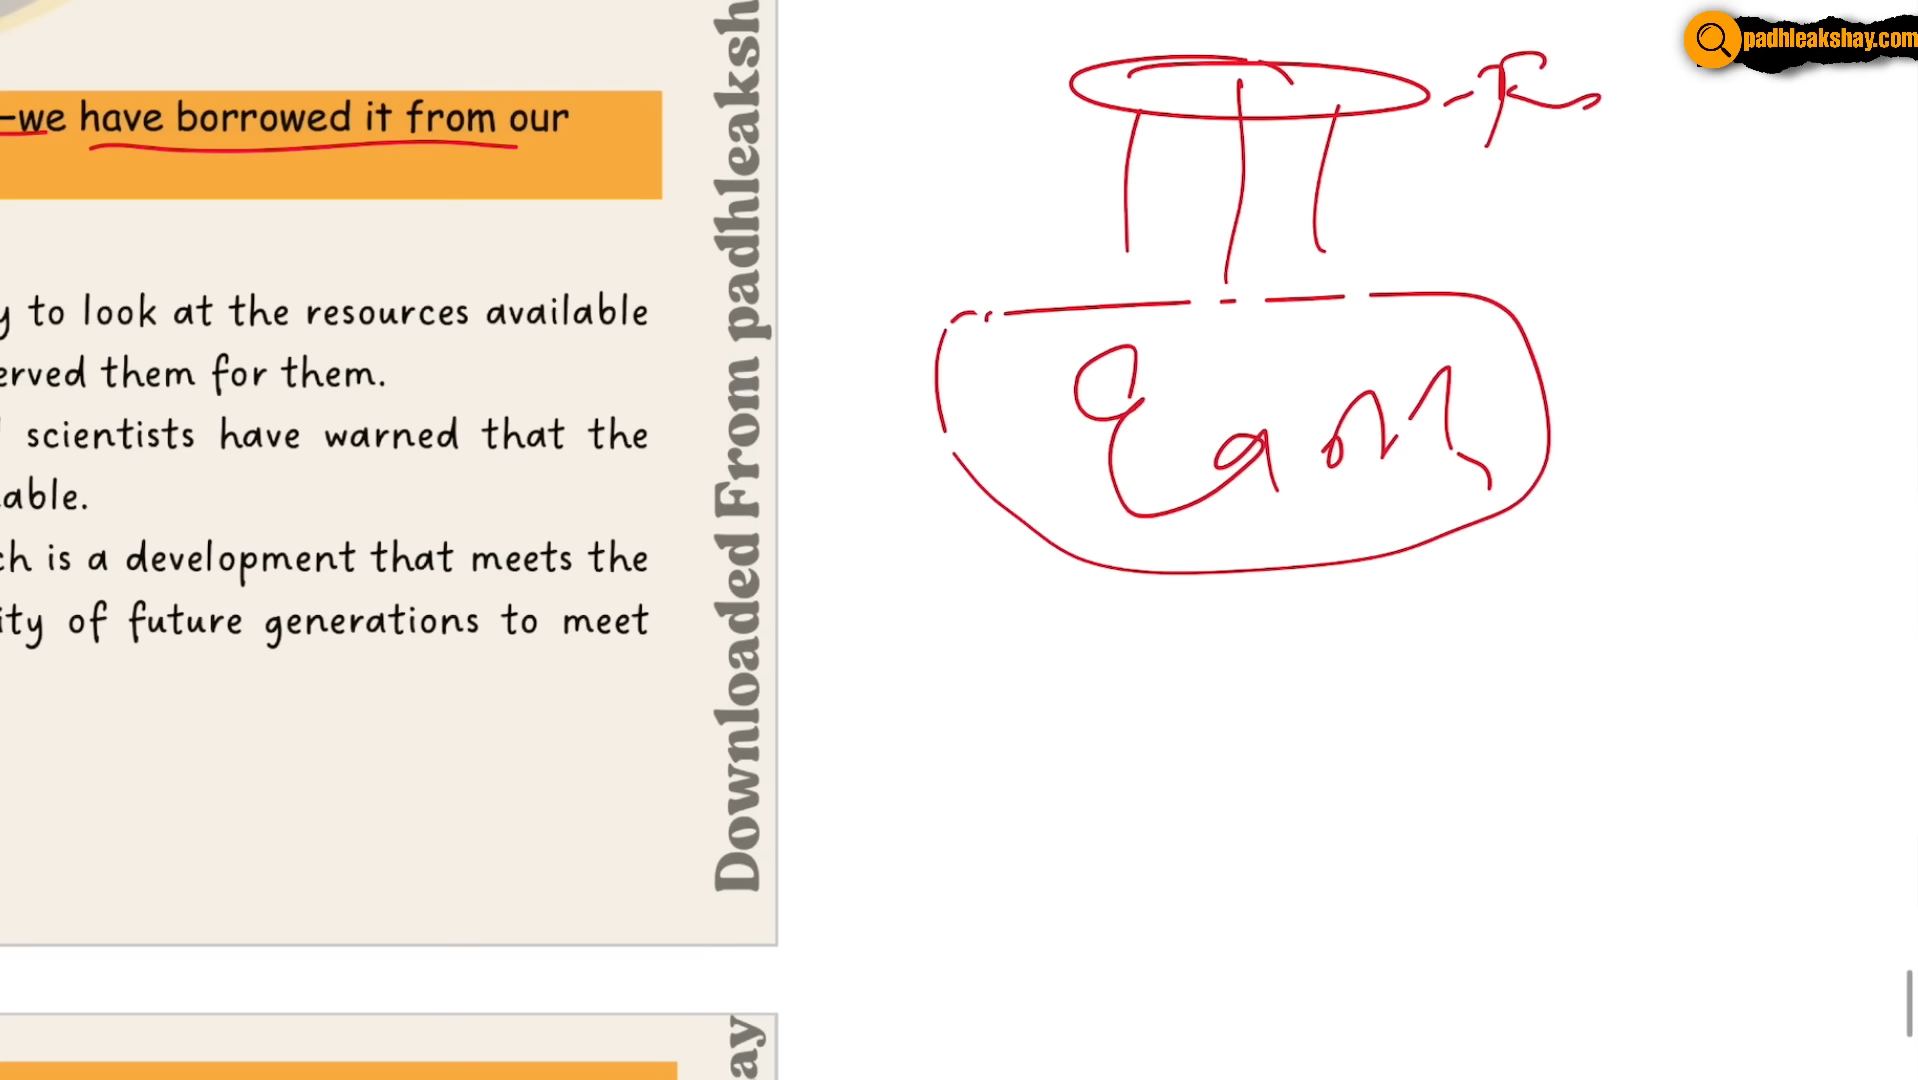 padhleakshay.com
-we have borrowed it from our
y to look at the resources available
erved them for them.
scientists have warned that the
able.
ch is a development that meets the
ity of future generations to meet
Downloaded From padhleaksh
Earth
ay